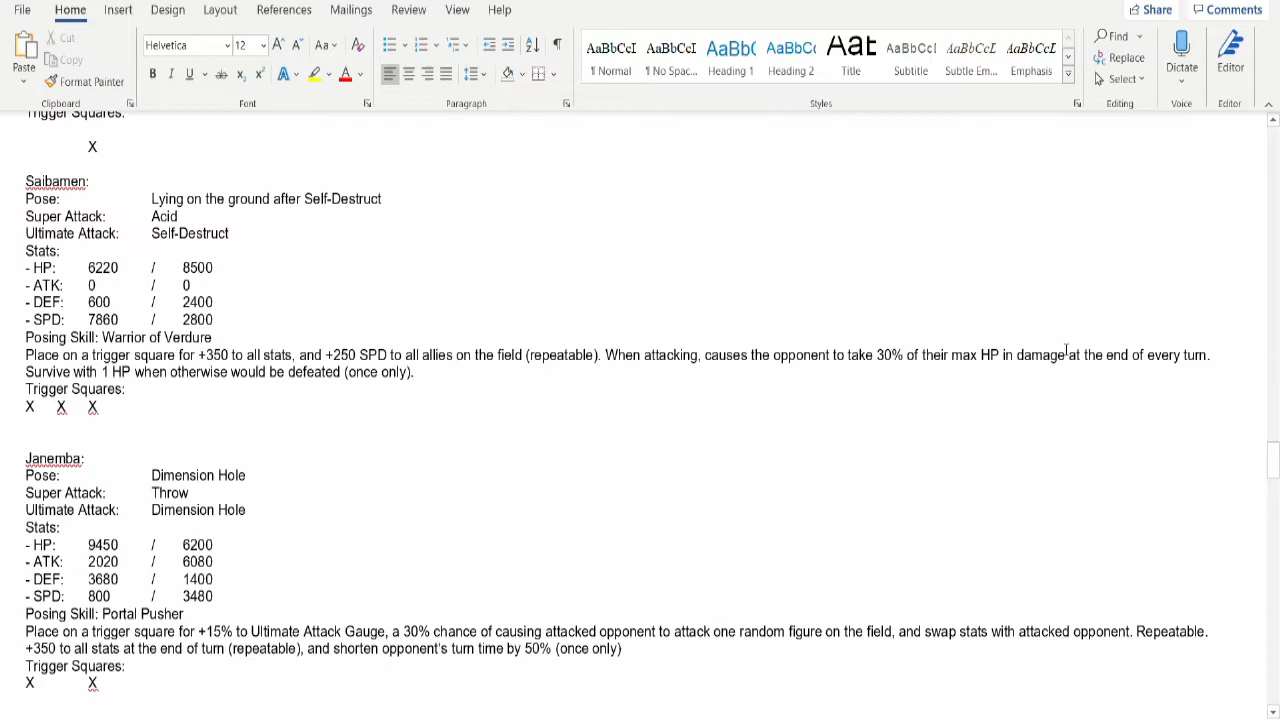 File Home Insert Design Layout References Mailings Review View Help Share Comments
Paste Cut Copy Format Painter Clipboard
Helvetica 12 Aa Font
Paragraph
AaBbCcI AaBbCcI AaBb( AaBbCc AaB AaBbCcI AaBbCcI AaBbCcI
¶ Normal ¶ No Spac... Heading 1 Heading 2 Title Subtitle Subtle Em... Emphasis
Styles
Find Replace Select Editing
Dictate Voice
Editor Editor
Trigger Squares:
X
Saibamen:
Pose: Lying on the ground after Self-Destruct
Super Attack: Acid
Ultimate Attack: Self-Destruct
Stats:
- HP: 6220 / 8500
- ATK: 0 / 0
- DEF: 600 / 2400
- SPD: 7860 / 2800
Posing Skill: Warrior of Verdure
Place on a trigger square for +350 to all stats, and +250 SPD to all allies on the field (repeatable). When attacking, causes the opponent to take 30% of their max HP in damage at the end of every turn.
Survive with 1 HP when otherwise would be defeated (once only).
Trigger Squares:
X X X
Janemba:
Pose: Dimension Hole
Super Attack: Throw
Ultimate Attack: Dimension Hole
Stats:
- HP: 9450 / 6200
- ATK: 2020 / 6080
- DEF: 3680 / 1400
- SPD: 800 / 3480
Posing Skill: Portal Pusher
Place on a trigger square for +15% to Ultimate Attack Gauge, a 30% chance of causing attacked opponent to attack one random figure on the field, and swap stats with attacked opponent. Repeatable.
+350 to all stats at the end of turn (repeatable), and shorten opponent's turn time by 50% (once only)
Trigger Squares:
X X